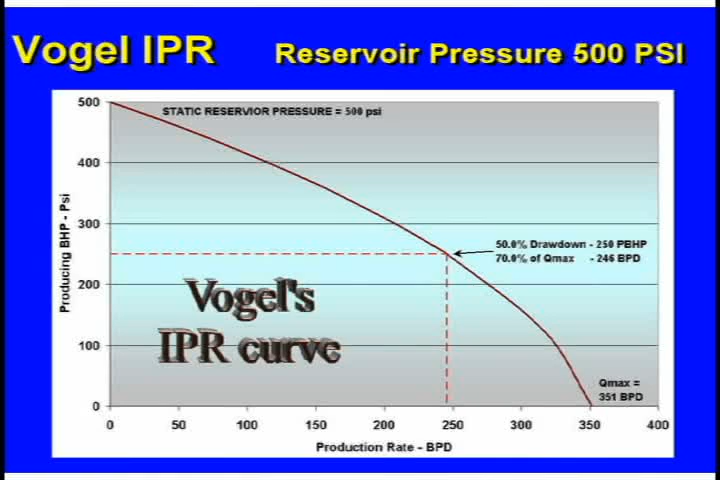 Vogel IPR Reservoir Pressure 500 PSI
STATIC RESERVIOR PRESSURE = 500 psi
500
400
300
200
100
0
Producing BHP - Psi
50.0% Drawdown - 250 PBHP
70.0% of Qmax - 246 BPD
Vogel's
IPR curve
Qmax =
351 BPD
0 50 100 150 200 250 300 350 400
Production Rate - BPD